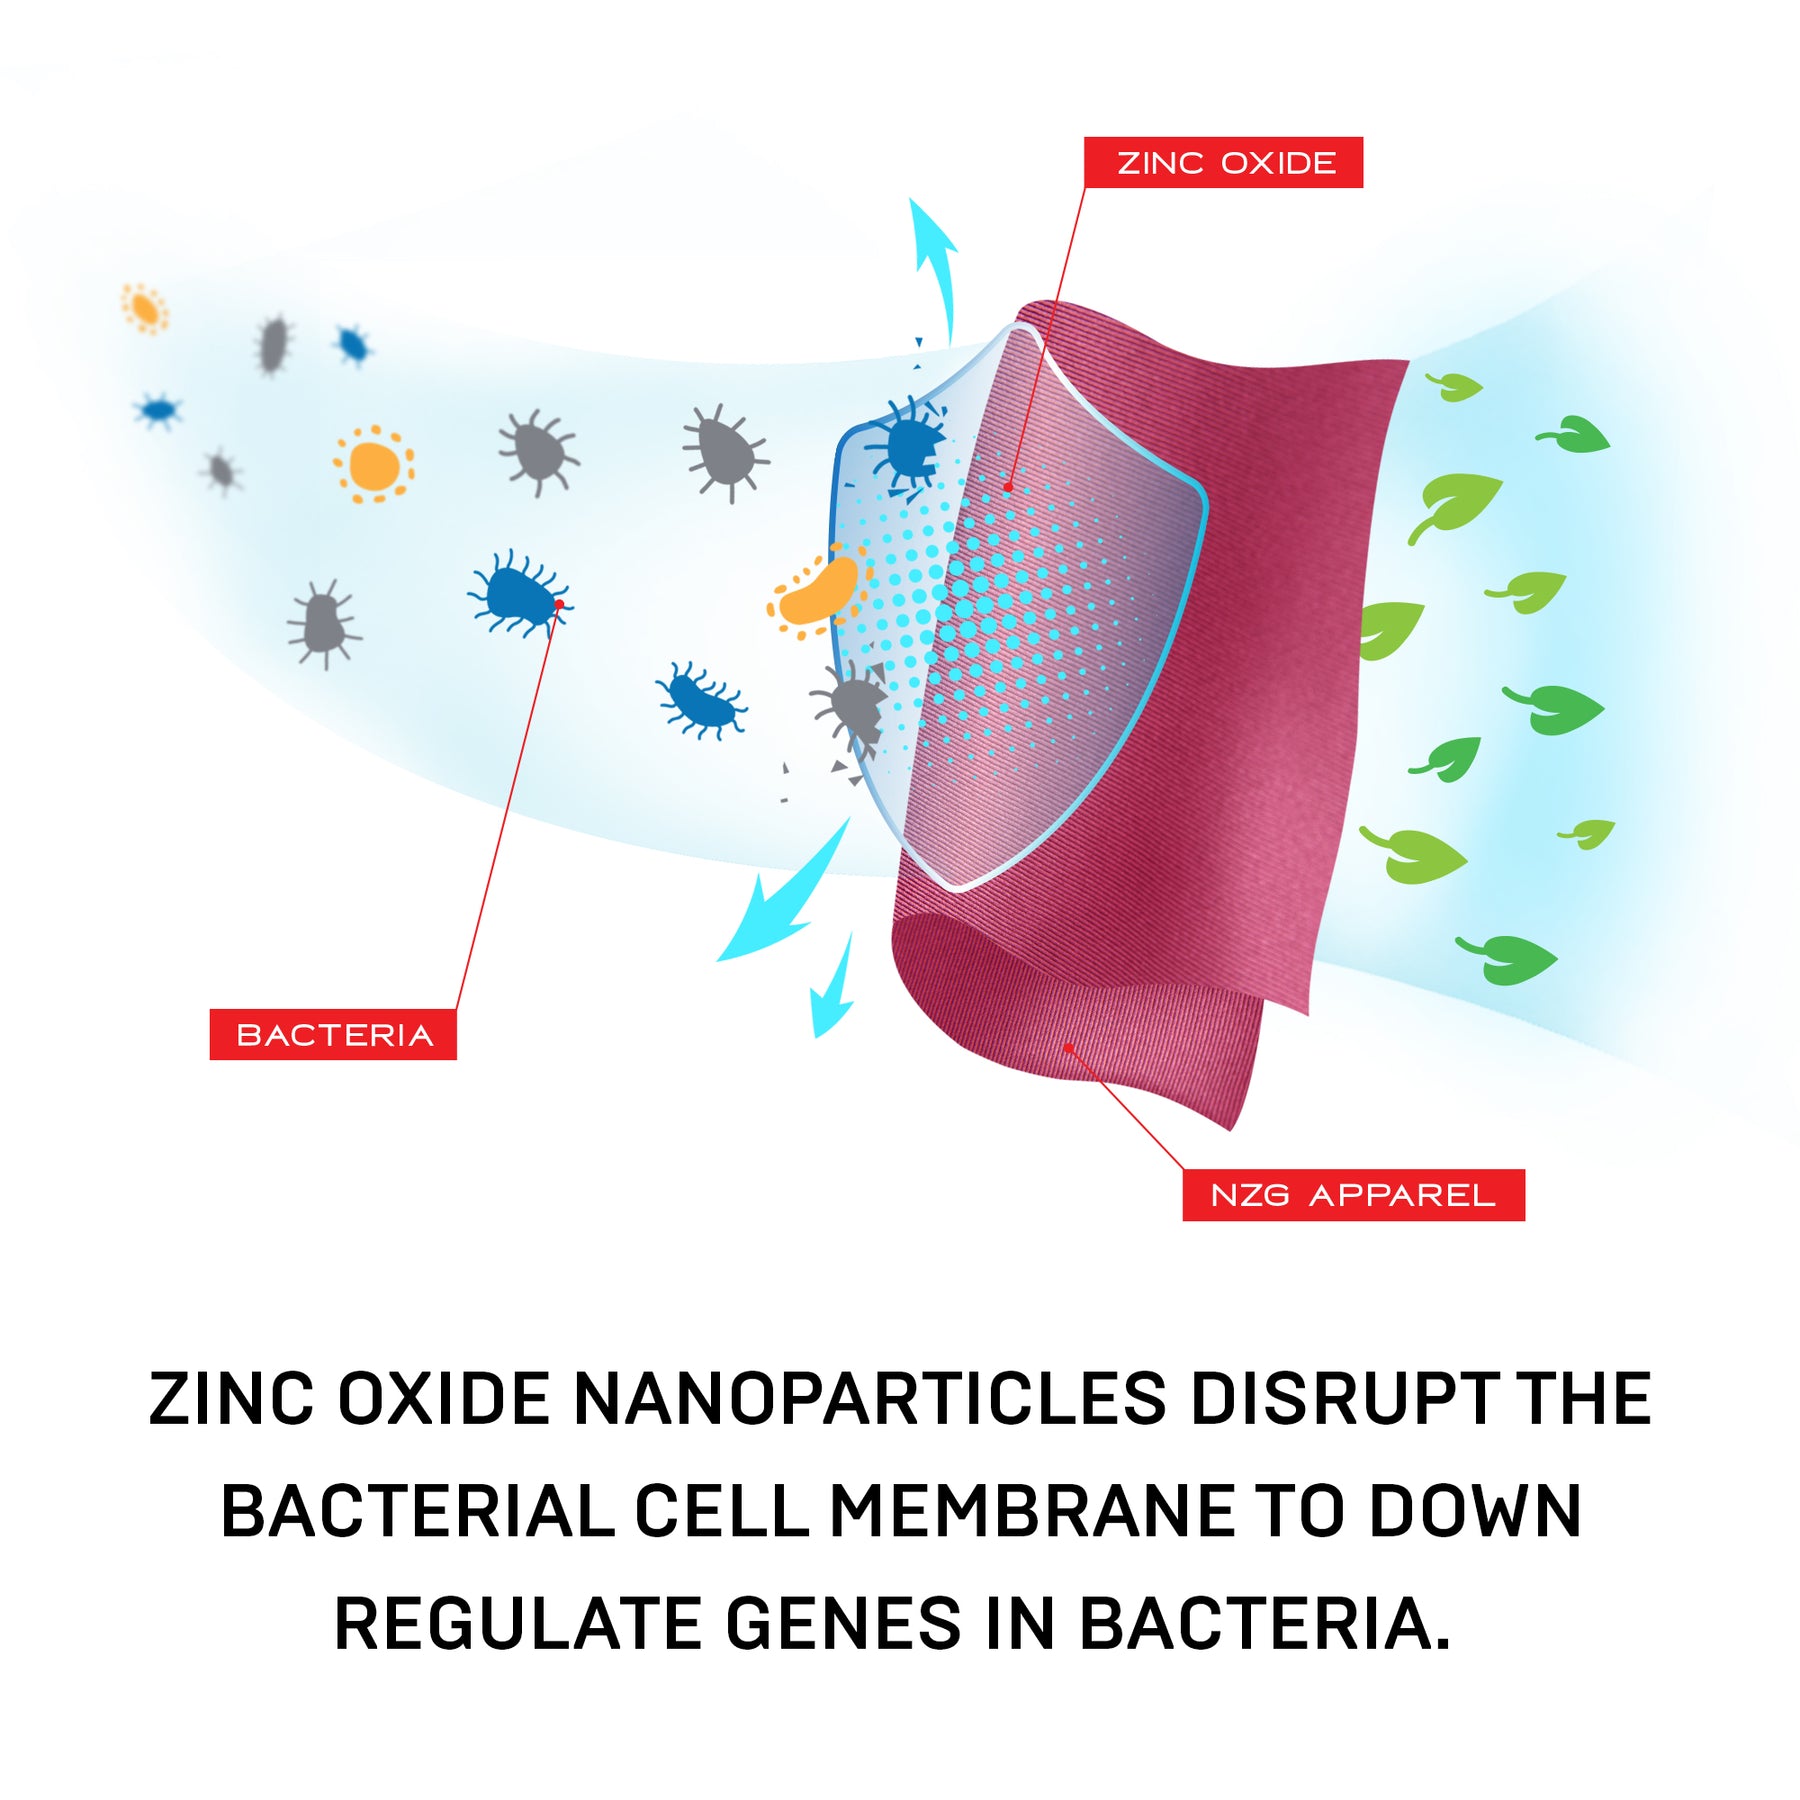 ZINC OXIDE
BACTERIA
NZG APPAREL
ZINC OXIDE NANOPARTICLES DISRUPT THE
BACTERIAL CELL MEMBRANE TO DOWN
REGULATE GENES IN BACTERIA.